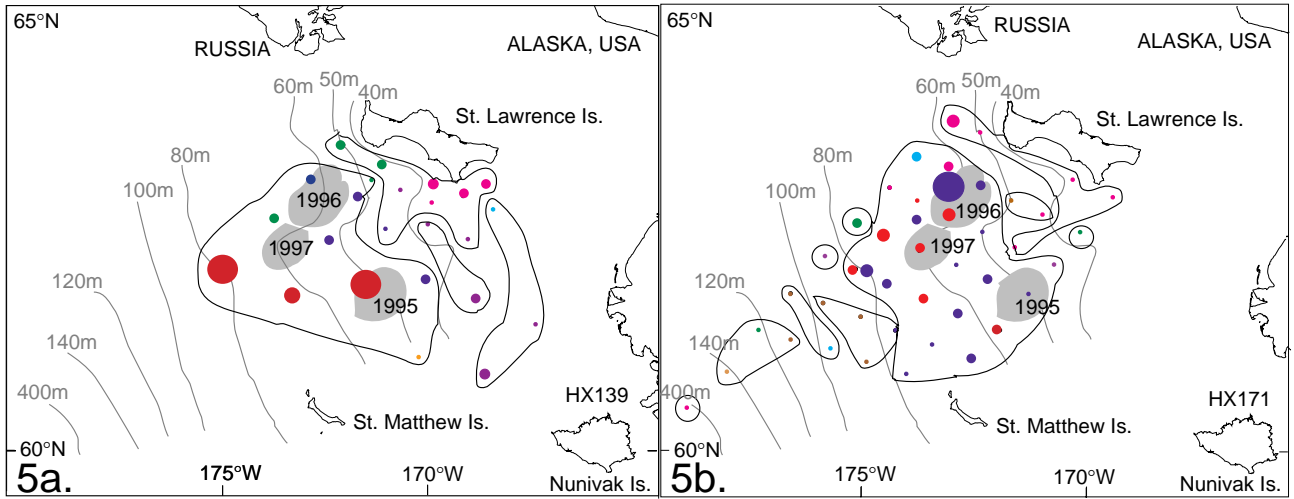 65°N
RUSSIA
ALASKA, USA
50m
60m
40m
St. Lawrence Is.
80m
100m
1996
1997
120m
1995
140m
400m
HX139
St. Matthew Is.
60°N
175°W
170°W
5a.
Nunivak Is.
65°N
RUSSIA
ALASKA, USA
50m
60m
40m
St. Lawrence Is.
80m
100m
1996
1997
120m
1995
140m
400m
HX171
St. Matthew Is.
60°N
175°W
170°W
5b.
Nunivak Is.